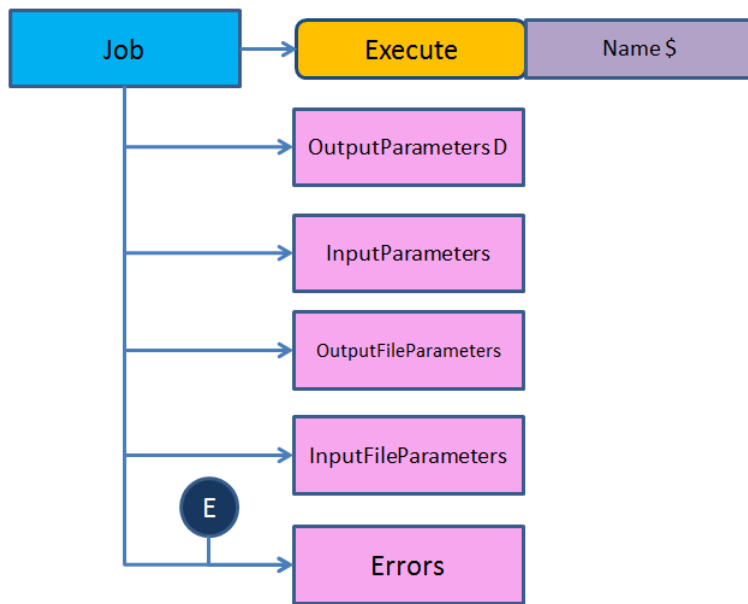 Job
Execute
Name $
OutputParameters D
InputParameters
OutputFileParameters
InputFileParameters
E
Errors